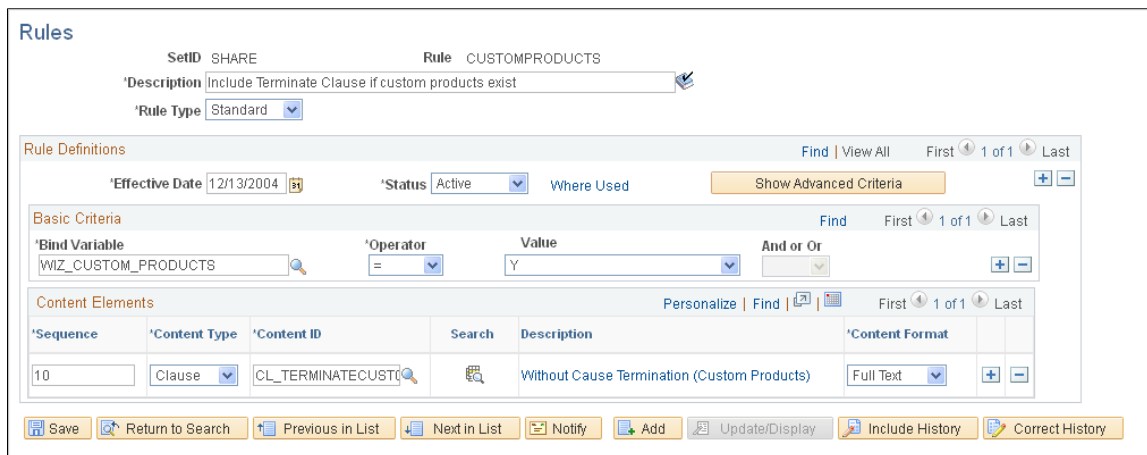 Rules
SetID SHARE Rule CUSTOMPRODUCTS
*Description Include Terminate Clause if custom products exist
*Rule Type Standard
Rule Definitions Find | View All First 1 of 1 Last
*Effective Date 12/13/2004 31 *Status Active Where Used Show Advanced Criteria
Basic Criteria Find First 1 of 1 Last
*Bind Variable *Operator Value And or Or
WIZ_CUSTOM_PRODUCTS = Y
Content Elements Personalize | Find | First 1 of 1 Last
*Sequence *Content Type *Content ID Search Description *Content Format
10 Clause CL_TERMINATECUSTO Without Cause Termination (Custom Products) Full Text
Save Return to Search Previous in List Next in List Notify Add Update/Display Include History Correct History